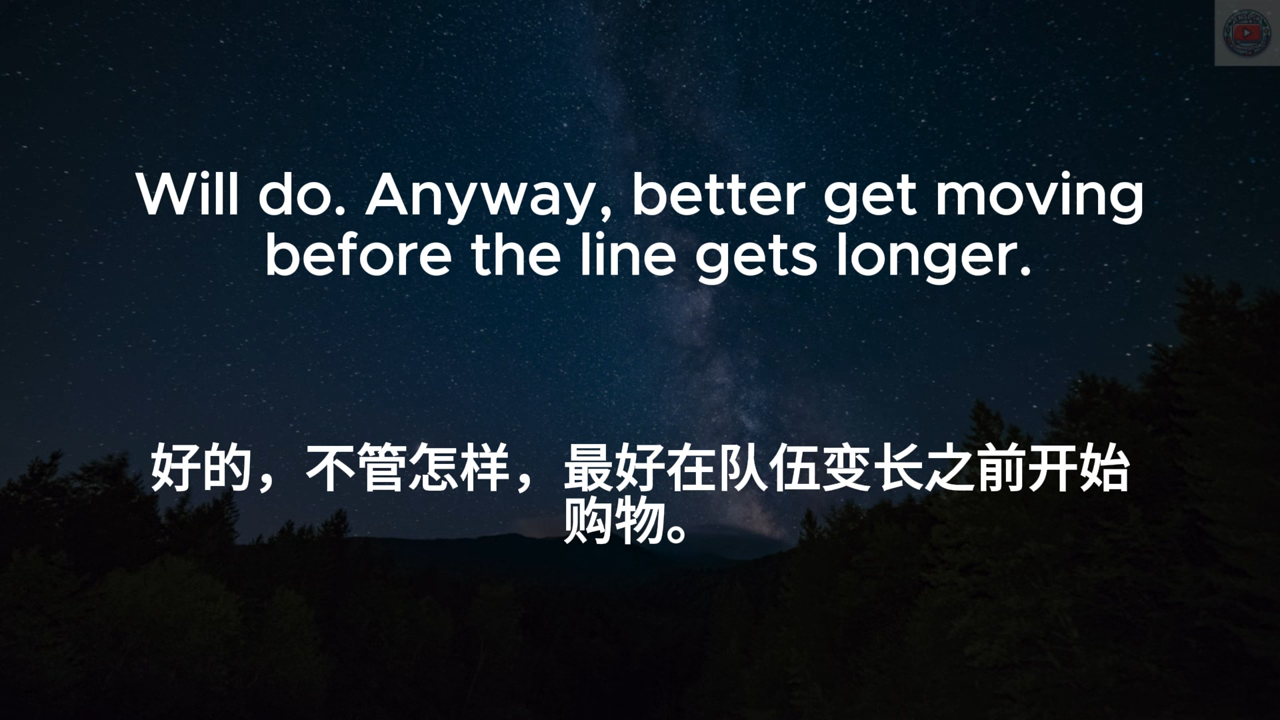 Will do. Anyway, better get moving
before the line gets longer.
好的，不管怎样，最好在队伍变长之前开始
购物。